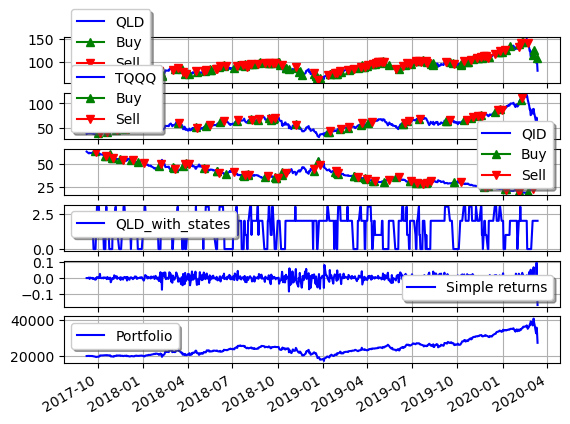 QLD
Buy
Sell
150
100
TQQQ
Buy
Sell
100
50
QID
Buy
Sell
50
25
QLD_with_states
2.5
0.0
Simple returns
0.1
0.0
−0.1
Portfolio
40000
20000
2017-10
2018-01
2018-04
2018-07
2018-10
2019-01
2019-04
2019-07
2019-10
2020-01
2020-04